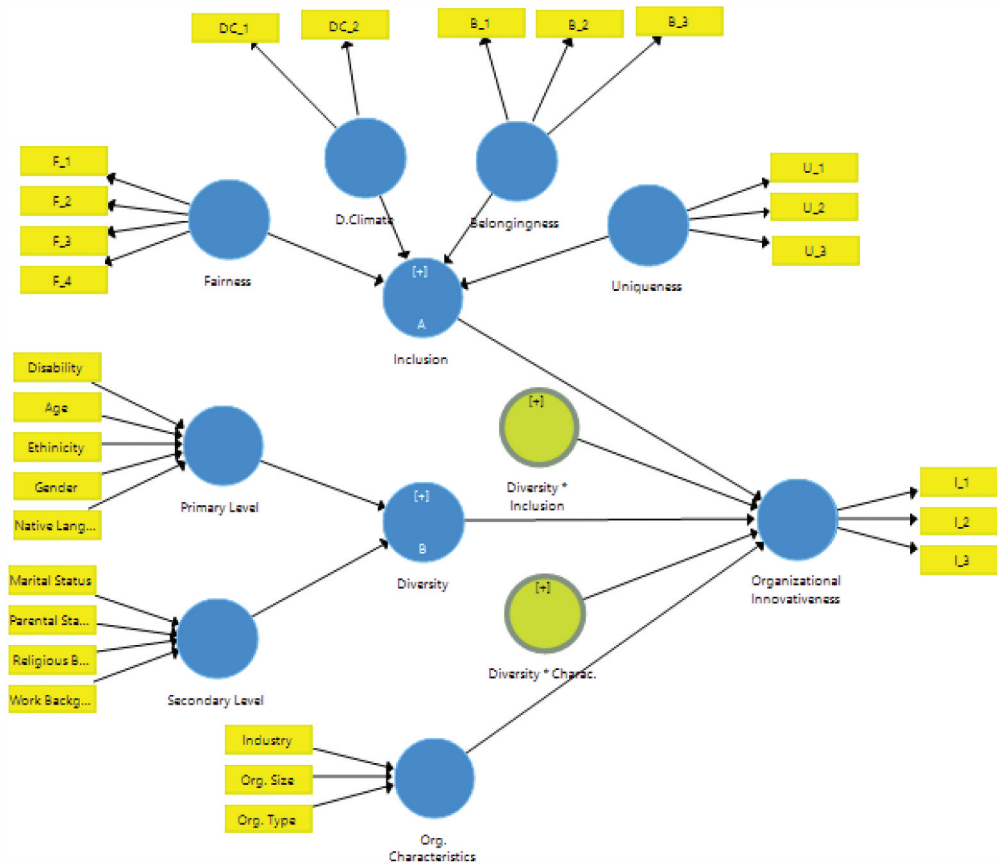 DC_1
DC_2
B_1
B_2
B_3
F_1
F_2
F_3
F_4
Fairness
D.Climate
Belongingness
U_1
U_2
U_3
Uniqueness
[+]
A
Inclusion
Disability
Age
Ethinicity
Gender
Native Lang...
Primary Level
[+]
Diversity *
Inclusion
[+]
B
Diversity
I_1
I_2
I_3
Organizational
Innovativeness
Marital Status
Parental Sta...
Religious B...
Work Backg...
Secondary Level
[+]
Diversity * Charac.
Industry
Org. Size
Org. Type
Org.
Characteristics